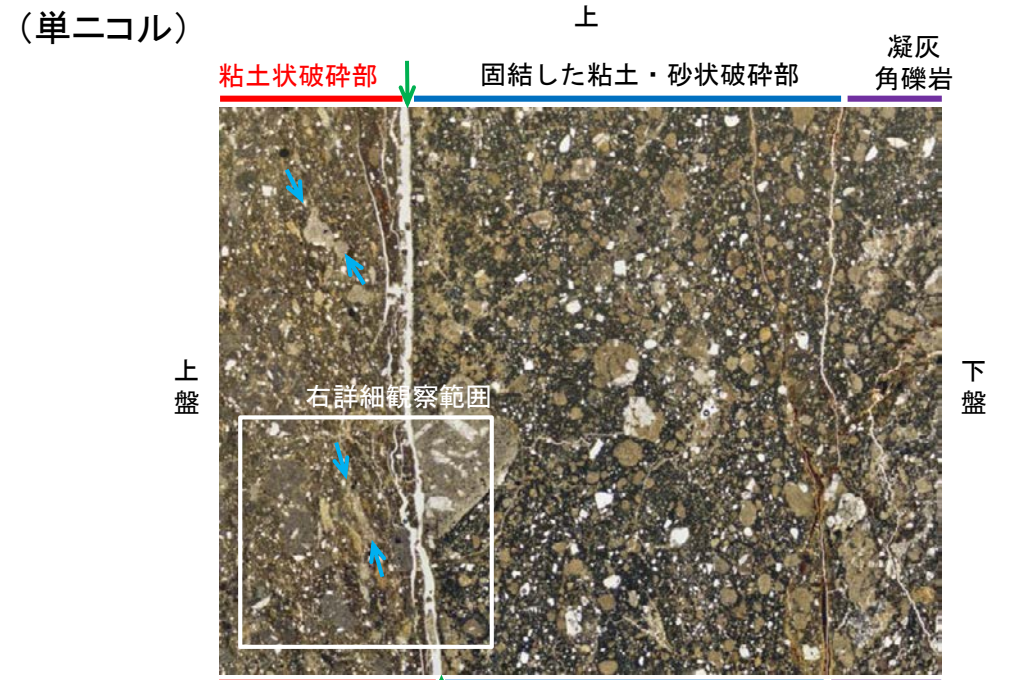 （単ニコル）
上
粘土状破砕部
固結した粘土・砂状破砕部
凝灰
角礫岩
上
盤
下
盤
右詳細観察範囲